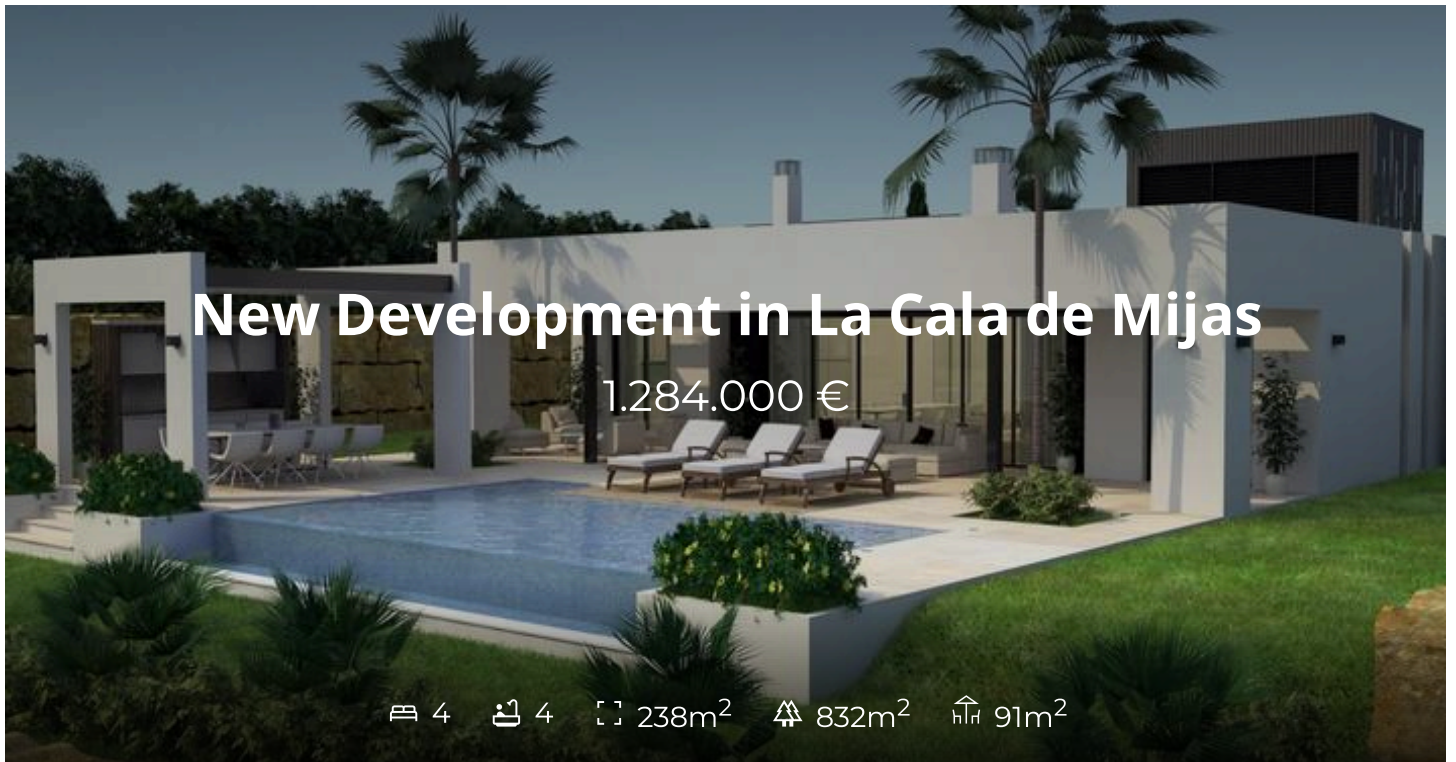 New Development in La Cala de Mijas
1.284.000 €
4 4 238m² 832m² 91m²